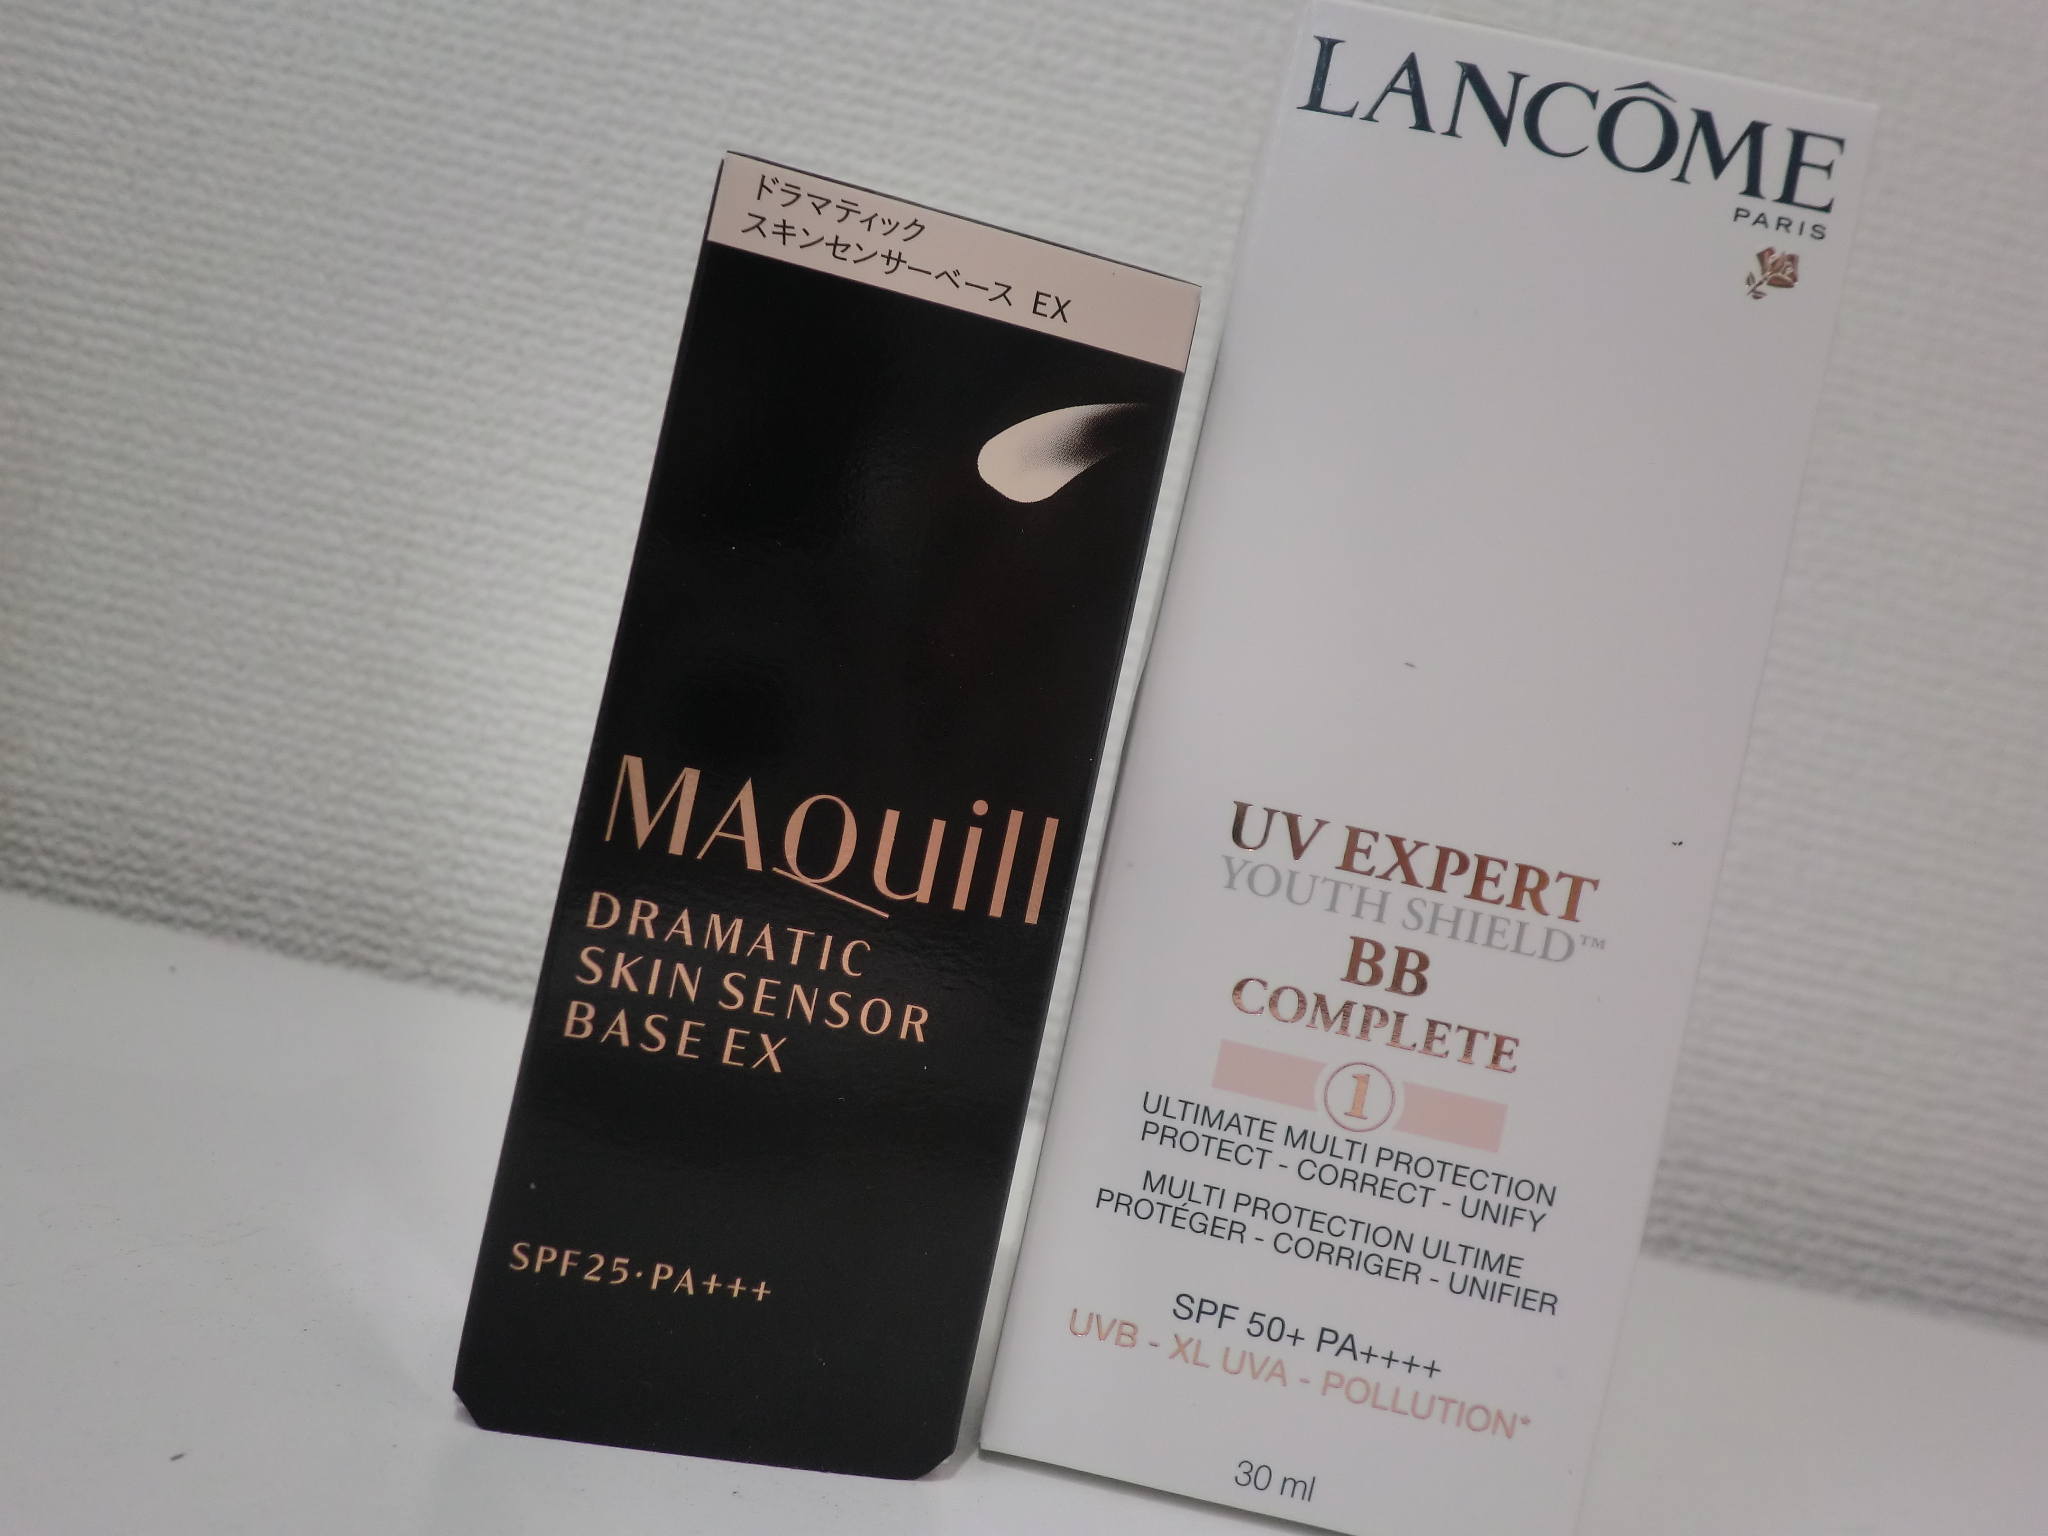 ドラマティック
スキンセンサーベース EX
MAQuill
DRAMATIC
SKIN SENSOR
BASE EX
SPF25·PA+++
LANCÔME
PARIS
UV EXPERT
YOUTH SHIELD™
BB
COMPLETE
1
ULTIMATE MULTI PROTECTION
PROTECT - CORRECT - UNIFY
MULTI PROTECTION ULTIME
PROTÉGER - CORRIGER - UNIFIER
SPF 50+ PA++++
UVB - XL UVA - POLLUTION*
30 ml